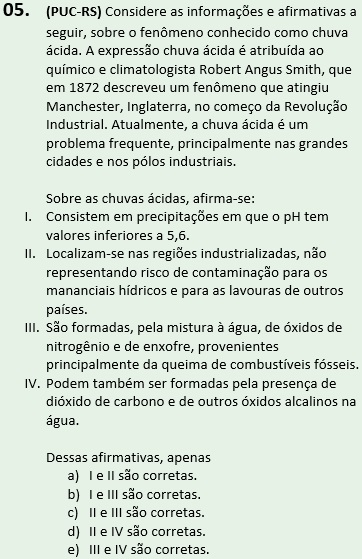 05. (PUC-RS) Considere as informações e afirmativas a
seguir, sobre o fenômeno conhecido como chuva
ácida. A expressão chuva ácida é atribuída ao
químico e climatologista Robert Angus Smith, que
em 1872 descreveu um fenômeno que atingiu
Manchester, Inglaterra, no começo da Revolução
Industrial. Atualmente, a chuva ácida é um
problema frequente, principalmente nas grandes
cidades e nos pólos industriais.
Sobre as chuvas ácidas, afirma-se:
I. Consistem em precipitações em que o pH tem
valores inferiores a 5,6.
II. Localizam-se nas regiões industrializadas, não
representando risco de contaminação para os
mananciais hídricos e para as lavouras de outros
países.
III. São formadas, pela mistura à água, de óxidos de
nitrogênio e de enxofre, provenientes
principalmente da queima de combustíveis fósseis.
IV. Podem também ser formadas pela presença de
dióxido de carbono e de outros óxidos alcalinos na
água.
Dessas afirmativas, apenas
a) I e II são corretas.
b) I e III são corretas.
c) II e III são corretas.
d) II e IV são corretas.
e) III e IV são corretas.